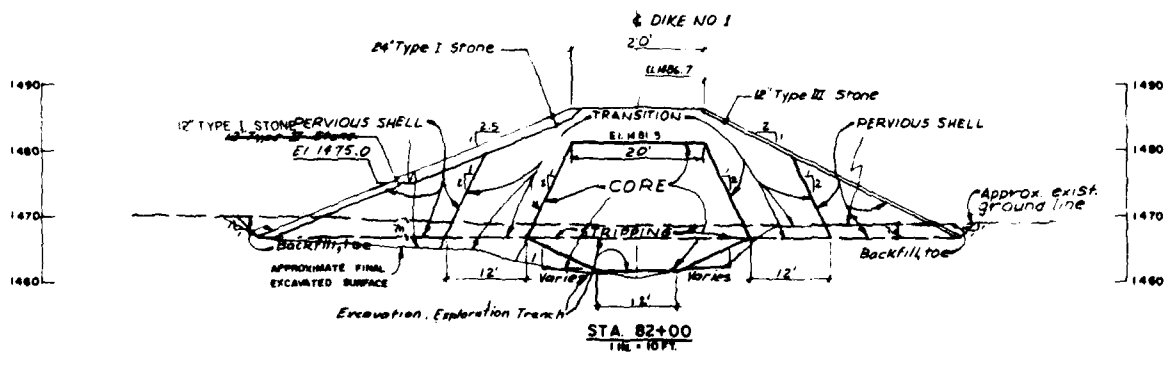 ℄ DIKE NO 1
20'
24" Type I Stone
El. 1486.7
12" Type III Stone
1490
1490
TRANSITION
12" TYPE I STONE
PERVIOUS SHELL
2.5
1
2
1
PERVIOUS SHELL
El. 1481.5
1480
1480
El. 1475.0
20'
CORE
Approx. exist.
ground line
1470
1470
STRIPPING
Backfill, toe
Backfill, toe
APPROXIMATE FINAL
EXCAVATED SURFACE
12'
Varies
Varies
12'
1460
1460
12'
Excavation, Exploration Trench
STA. 82+00
1 IN. = 10 FT.